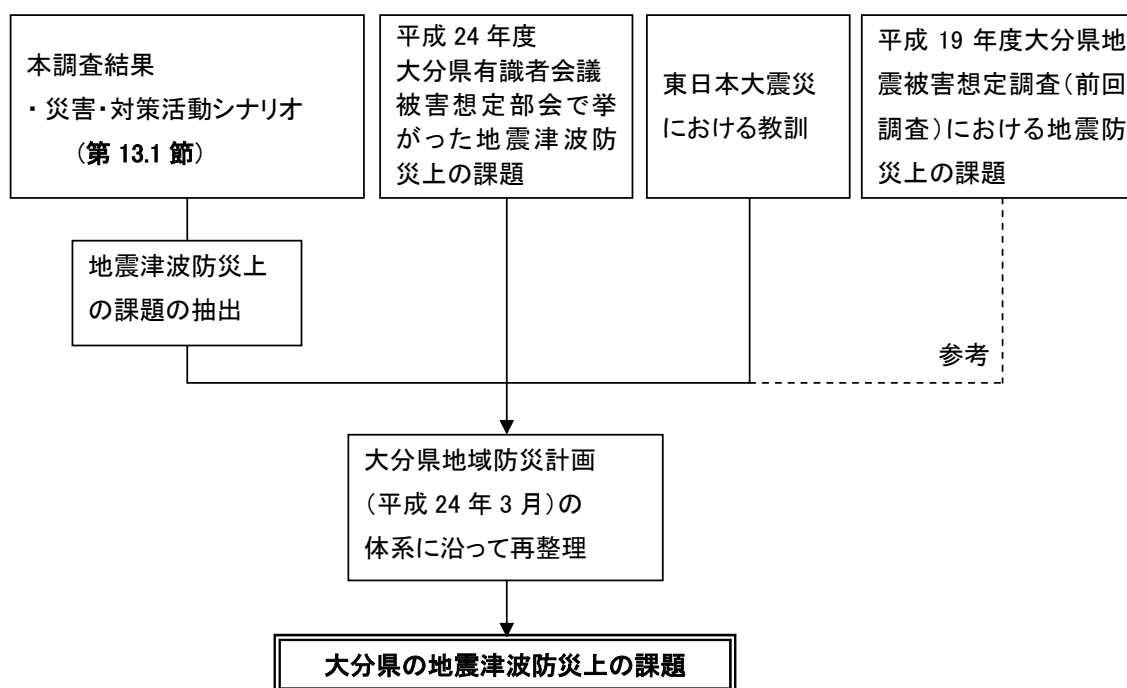 本調査結果
・災害・対策活動シナリオ
（第 13.1 節）
平成 24 年度
大分県有識者会議
被害想定部会で挙
がった地震津波防
災上の課題
東日本大震災
における教訓
平成 19 年度大分県地
震被害想定調査（前回
調査）における地震防
災上の課題
地震津波防災上
の課題の抽出
参考
大分県地域防災計画
（平成 24 年 3 月）の
体系に沿って再整理
大分県の地震津波防災上の課題